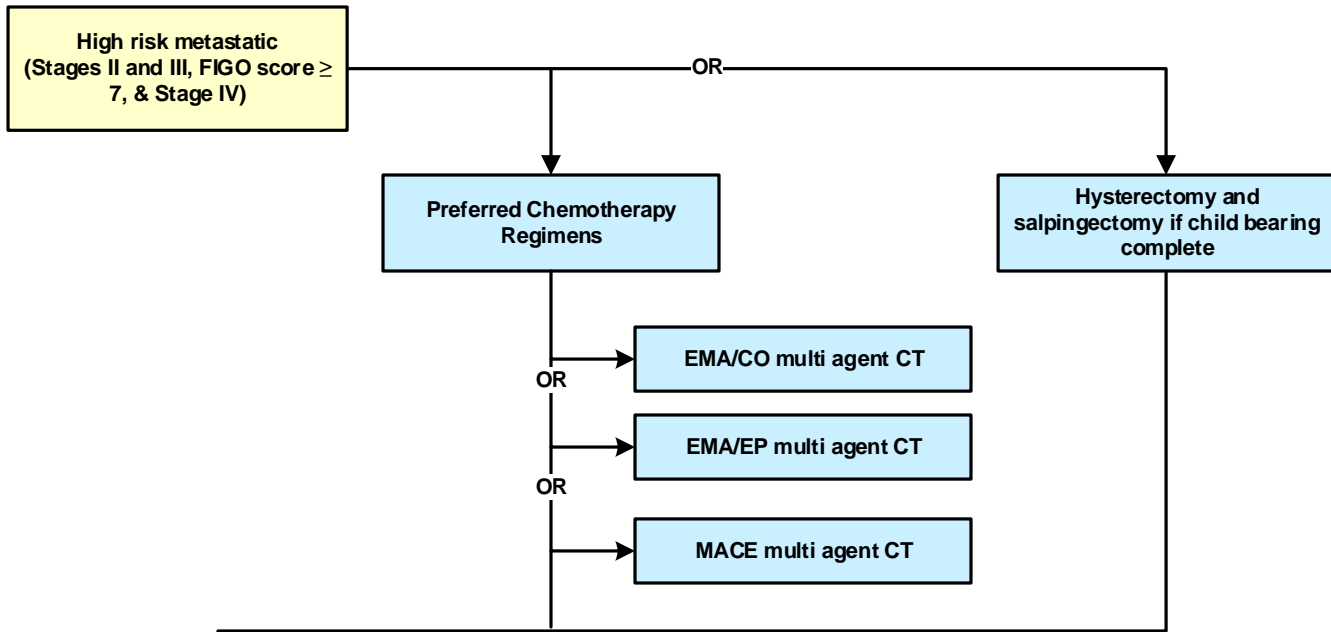 High risk metastatic
(Stages II and III, FIGO score ≥
7, & Stage IV)
OR
Preferred Chemotherapy
Regimens
Hysterectomy and
salpingectomy if child bearing
complete
EMA/CO multi agent CT
OR
EMA/EP multi agent CT
OR
MACE multi agent CT